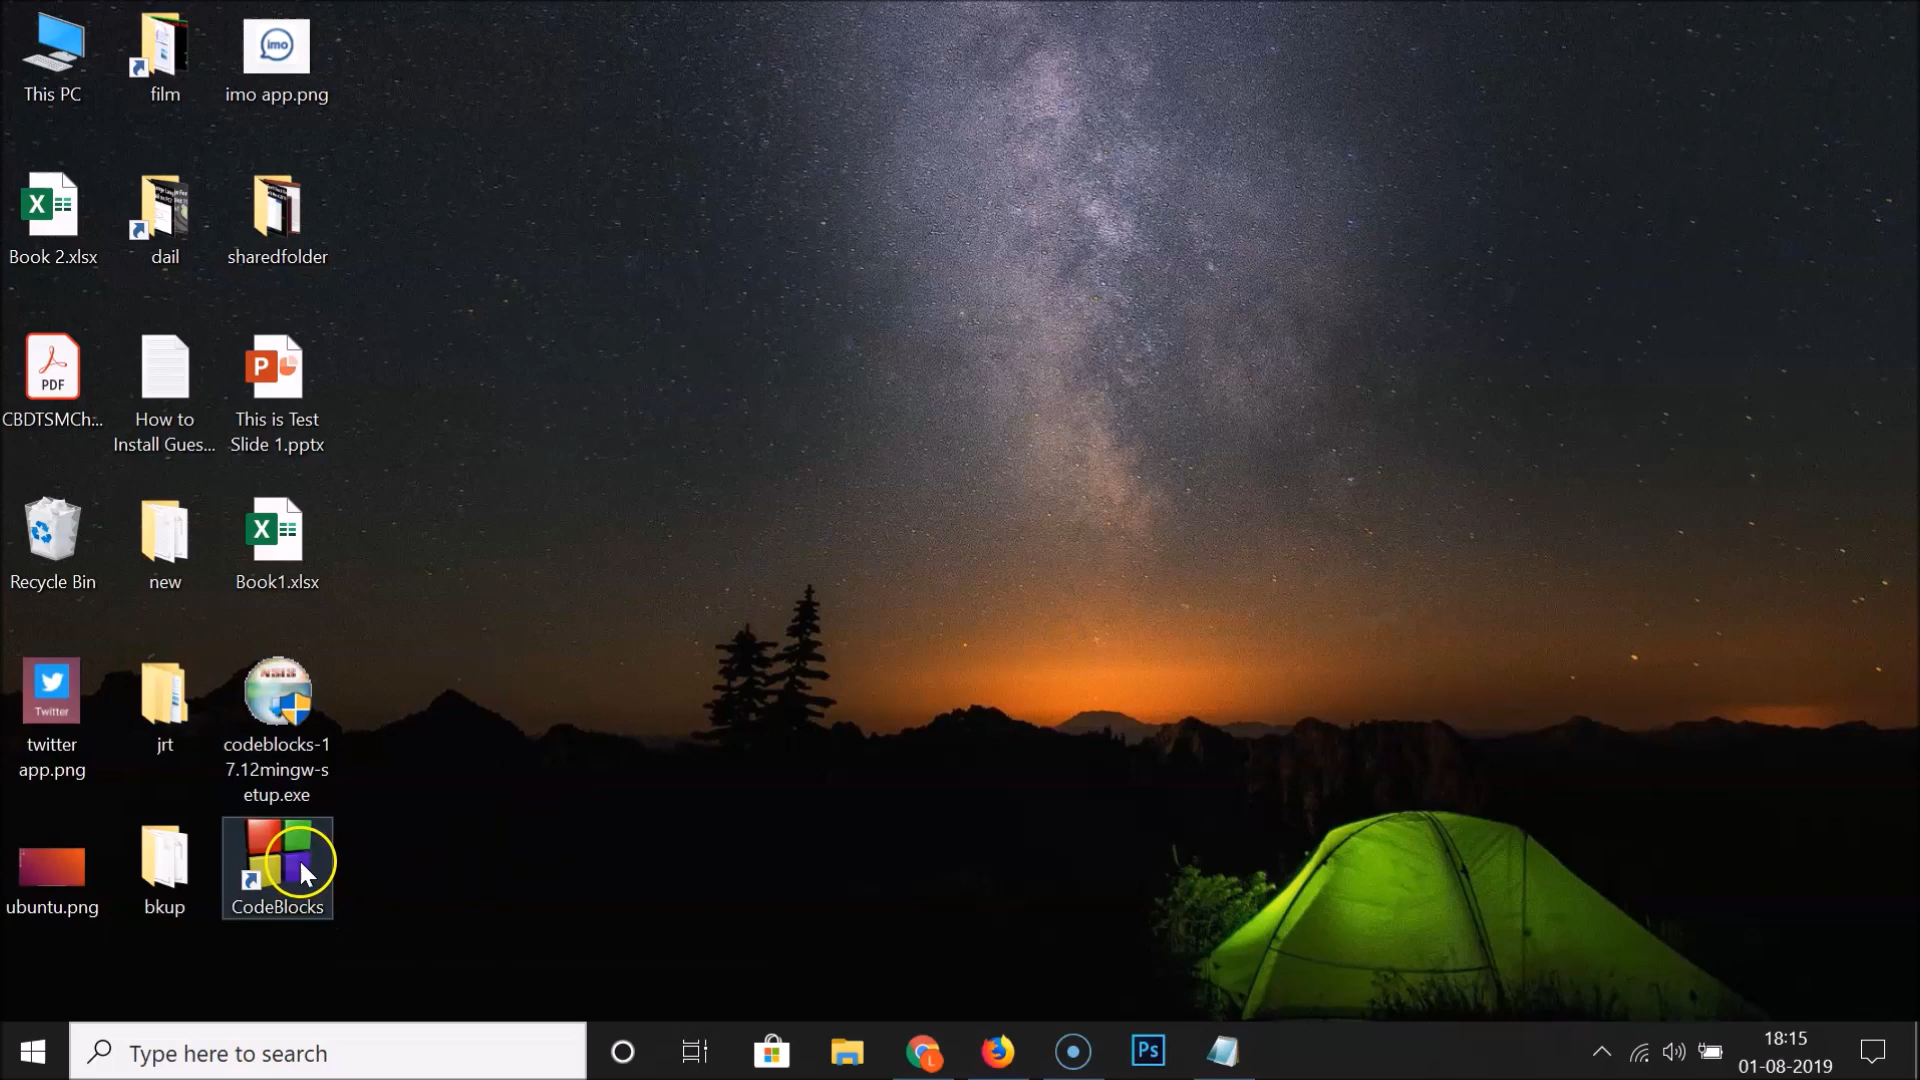 This PC
film
imo
imo app.png
Book 2.xlsx
dail
sharedfolder
PDF
CBDTSMCh...
How to
Install Gues...
P
This is Test
Slide 1.pptx
Recycle Bin
new
X
Book1.xlsx
Twitter
twitter
app.png
jrt
NSIS
codeblocks-1
7.12mingw-s
etup.exe
ubuntu.png
bkup
CodeBlocks
Type here to search
L
Ps
18:15
01-08-2019